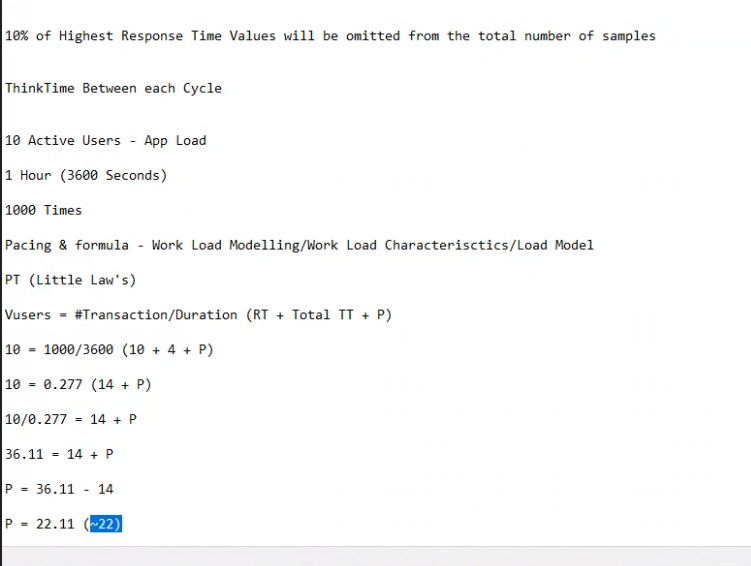 10% of Highest Response Time Values will be omitted from the total number of samples
ThinkTime Between each Cycle
10 Active Users - App Load
1 Hour (3600 Seconds)
1000 Times
Pacing & formula - Work Load Modelling/Work Load Characterisctics/Load Model
PT (Little Law's)
Vusers = #Transaction/Duration (RT + Total TT + P)
10 = 1000/3600 (10 + 4 + P)
10 = 0.277 (14 + P)
10/0.277 = 14 + P
36.11 = 14 + P
P = 36.11 - 14
P = 22.11 (~22)